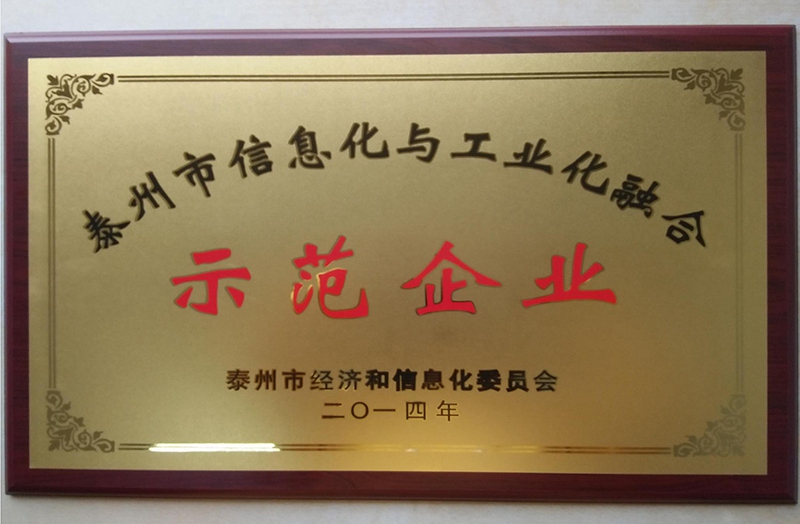 泰州市信息化与工业化融合
示范企业
泰州市经济和信息化委员会
二〇一四年